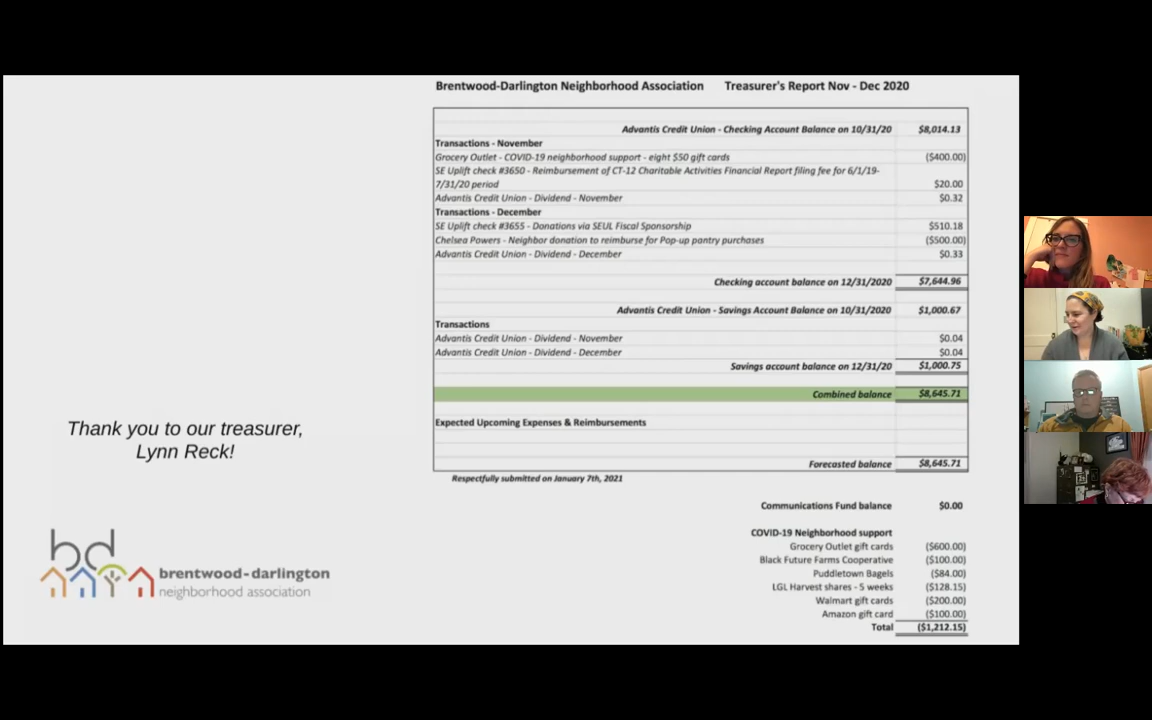 Brentwood-Darlington Neighborhood Association Treasurer's Report Nov - Dec 2020
Advantis Credit Union - Checking Account Balance on 10/31/20 $8,014.13
Transactions - November
Grocery Outlet - COVID-19 neighborhood support - eight $50 gift cards ($400.00)
SE Uplift check #3650 - Reimbursement of CT-12 Charitable Activities Financial Report filing fee for 6/1/19-
7/31/20 period $20.00
Advantis Credit Union - Dividend - November $0.32
Transactions - December
SE Uplift check #3655 - Donations via SEUL Fiscal Sponsorship $510.18
Chelsea Powers - Neighbor donation to reimburse for Pop-up pantry purchases ($500.00)
Advantis Credit Union - Dividend - December $0.33
Checking account balance on 12/31/2020 $7,644.96
Advantis Credit Union - Savings Account Balance on 10/31/2020 $1,000.67
Transactions
Advantis Credit Union - Dividend - November $0.04
Advantis Credit Union - Dividend - December $0.04
Savings account balance on 12/31/20 $1,000.75
Combined balance $8,645.71
Expected Upcoming Expenses & Reimbursements
Forecasted balance $8,645.71
Respectfully submitted on January 7th, 2021
Communications Fund balance $0.00
COVID-19 Neighborhood support
Grocery Outlet gift cards ($600.00)
Black Future Farms Cooperative ($100.00)
Puddletown Bagels ($84.00)
LGL Harvest shares - 5 weeks ($128.15)
Walmart gift cards ($200.00)
Amazon gift card ($100.00)
Total ($1,212.15)
Thank you to our treasurer,
Lynn Reck!
bd
brentwood-darlington
neighborhood association